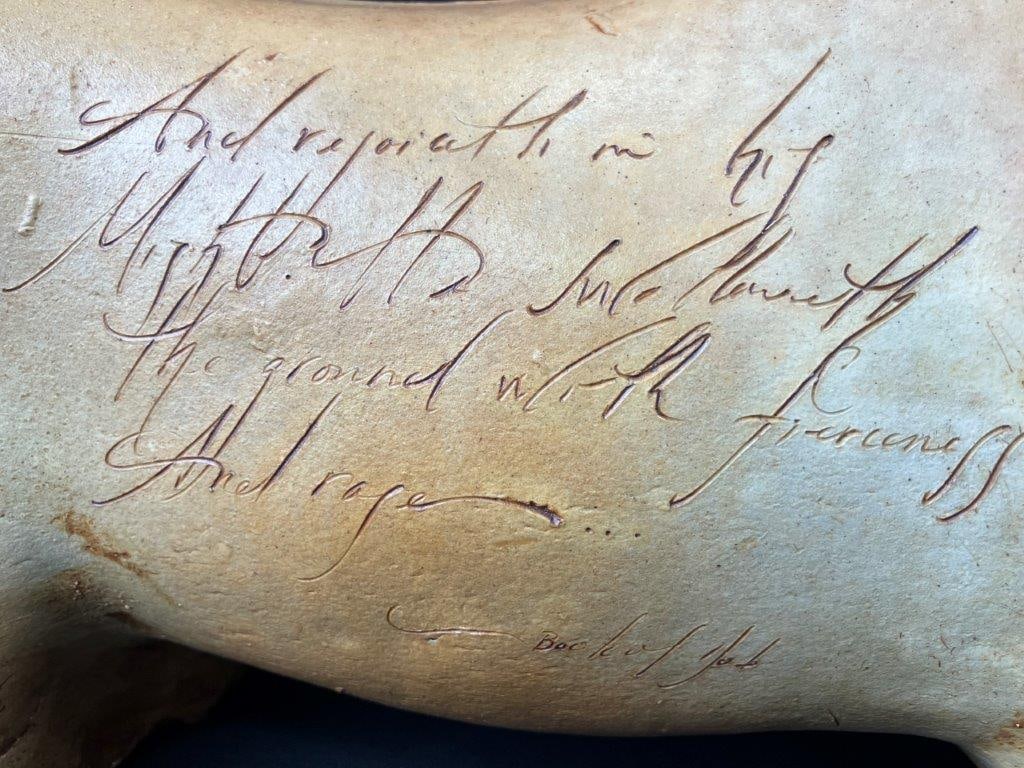 And rejoiceth in his
Might. He swalloweth
the ground with fierceness
And rage ....
Book of Job